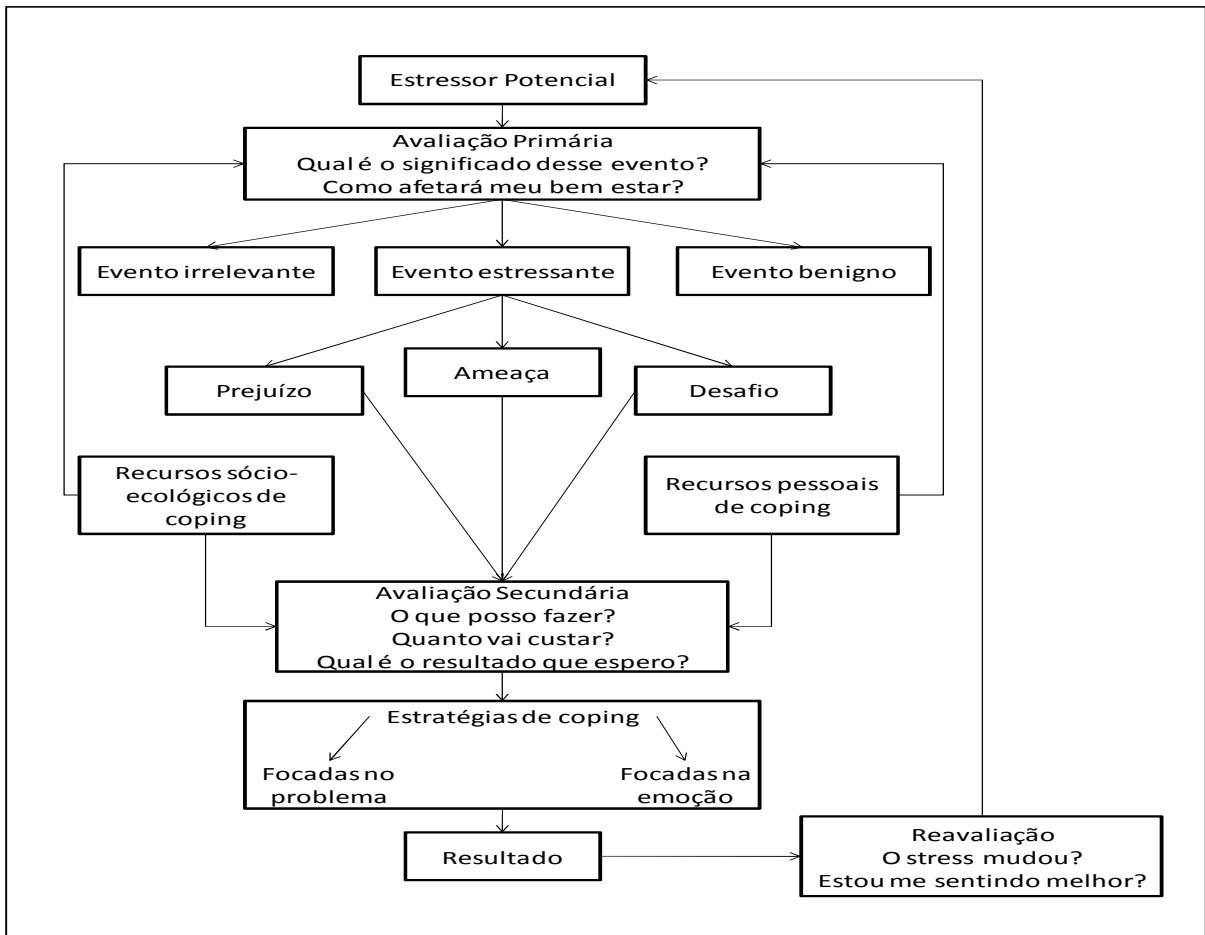 Estressor Potencial
Avaliação Primária
Qual é o significado desse evento?
Como afetará meu bem estar?
Evento irrelevante
Evento estressante
Evento benigno
Prejuízo
Ameaça
Desafio
Recursos sócio-
ecológicos de
coping
Recursos pessoais
de coping
Avaliação Secundária
O que posso fazer?
Quanto vai custar?
Qual é o resultado que espero?
Estratégias de coping
Focadas no
problema
Focadas na
emoção
Resultado
Reavaliação
O stress mudou?
Estou me sentindo melhor?